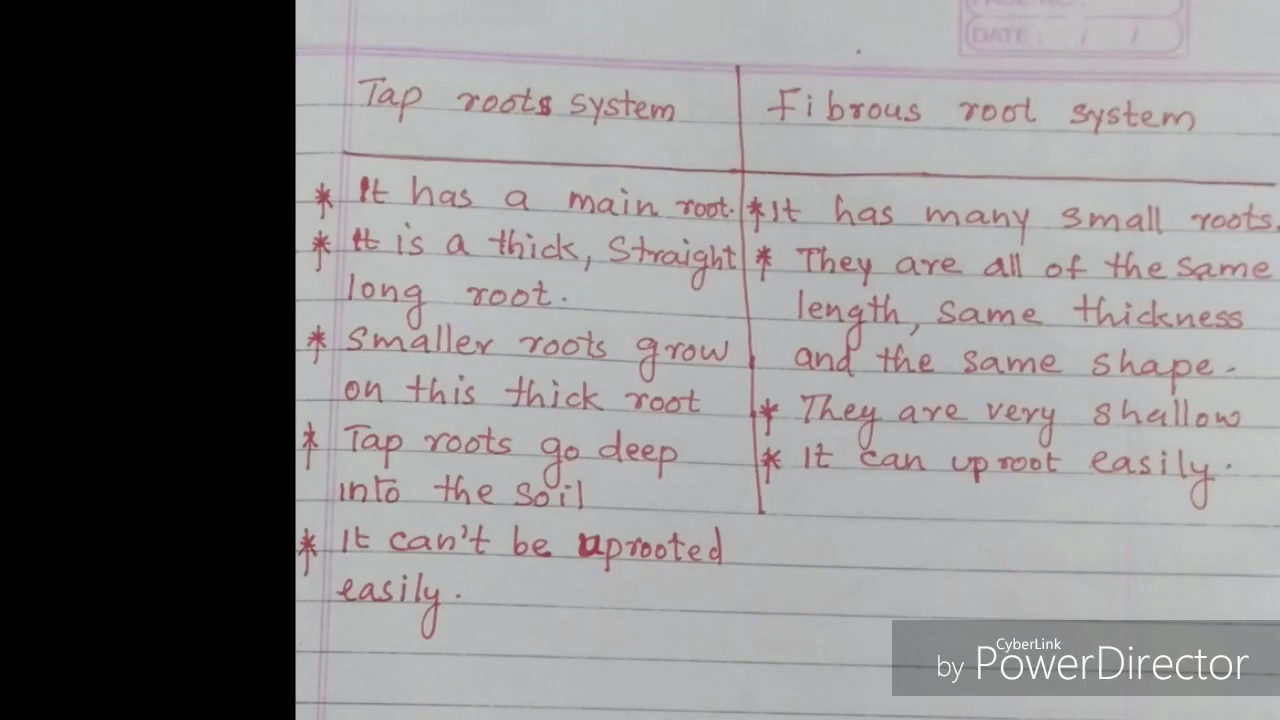 DATE : / /
Tap roots system
Fibrous root system
* It has a main root.
* It is a thick, Straight
long root.
* Smaller roots grow
on this thick root
* Tap roots go deep
into the soil
* It can't be uprooted
easily.
* It has many small roots.
* They are all of the same
length, same thickness
and the same shape.
* They are very shallow
* It can uproot easily.
CyberLink
by PowerDirector